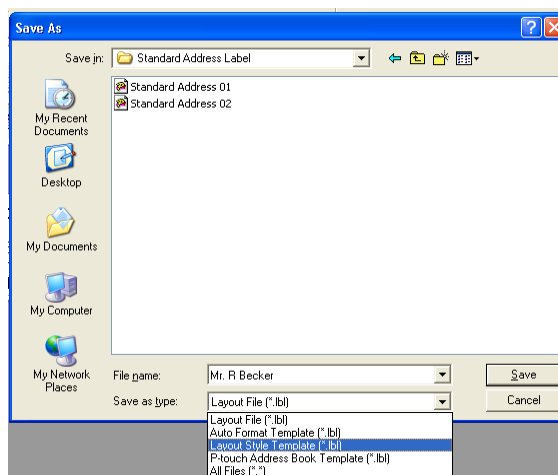 Save As
Save in: Standard Address Label
Standard Address 01
Standard Address 02
My Recent
Documents
Desktop
My Documents
My Computer
My Network
Places
File name: Mr. R Becker Save
Save as type: Layout File (*.lbl) Cancel
Layout File (*.lbl)
Auto Format Template (*.lbl)
Layout Style Template (*.lbl)
P-touch Address Book Template (*.lbl)
All Files (*.*)